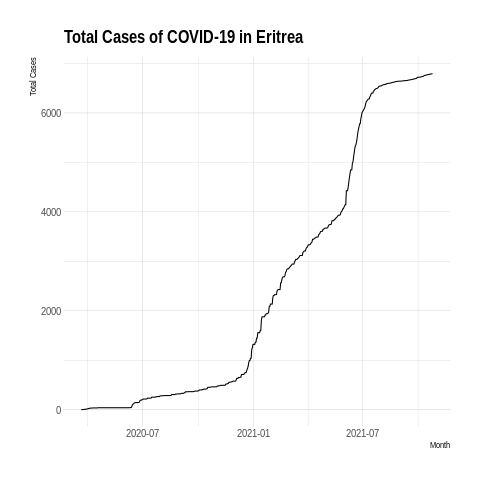 Total Cases of COVID-19 in Eritrea
Total Cases
6000
4000
2000
0
2020-07 2021-01 2021-07
Month